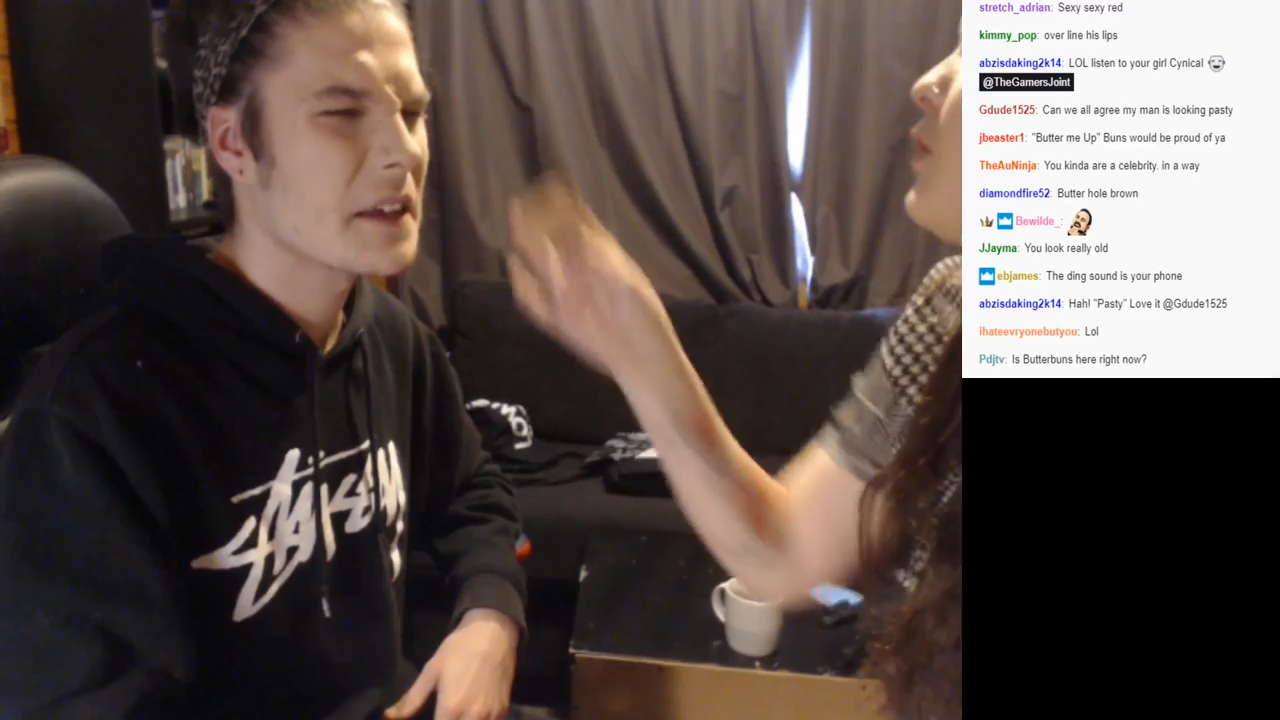 stretch_adrian: Sexy sexy red
kimmy_pop: over line his lips
abzisdaking2k14: LOL listen to your girl Cynical
@TheGamersJoint
Gdude1525: Can we all agree my man is looking pasty
jbeaster1: "Butter me Up" Buns would be proud of ya
TheAuNinja: You kinda are a celebrity. in a way
diamondfire52: Butter hole brown
Bewilde_:
JJayma: You look really old
ebjames: The ding sound is your phone
abzisdaking2k14: Hah! "Pasty" Love it @Gdude1525
ihateevryonebutyou: Lol
Pdjtv: Is Butterbuns here right now?